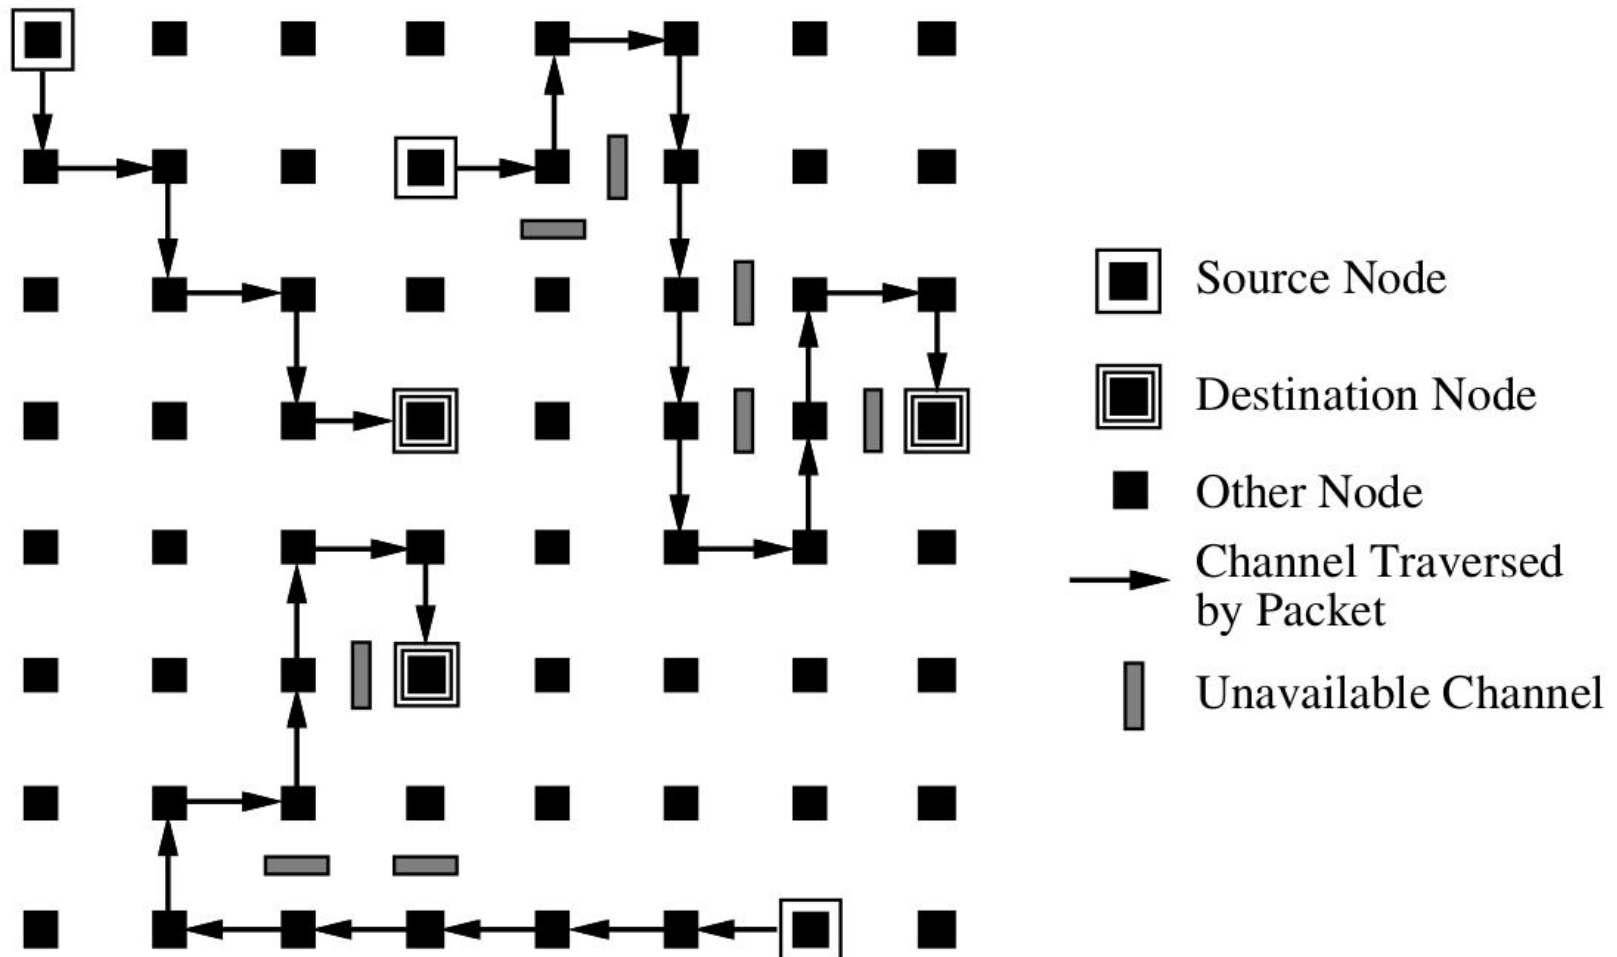 Source Node
Destination Node
Other Node
Channel Traversed
by Packet
Unavailable Channel